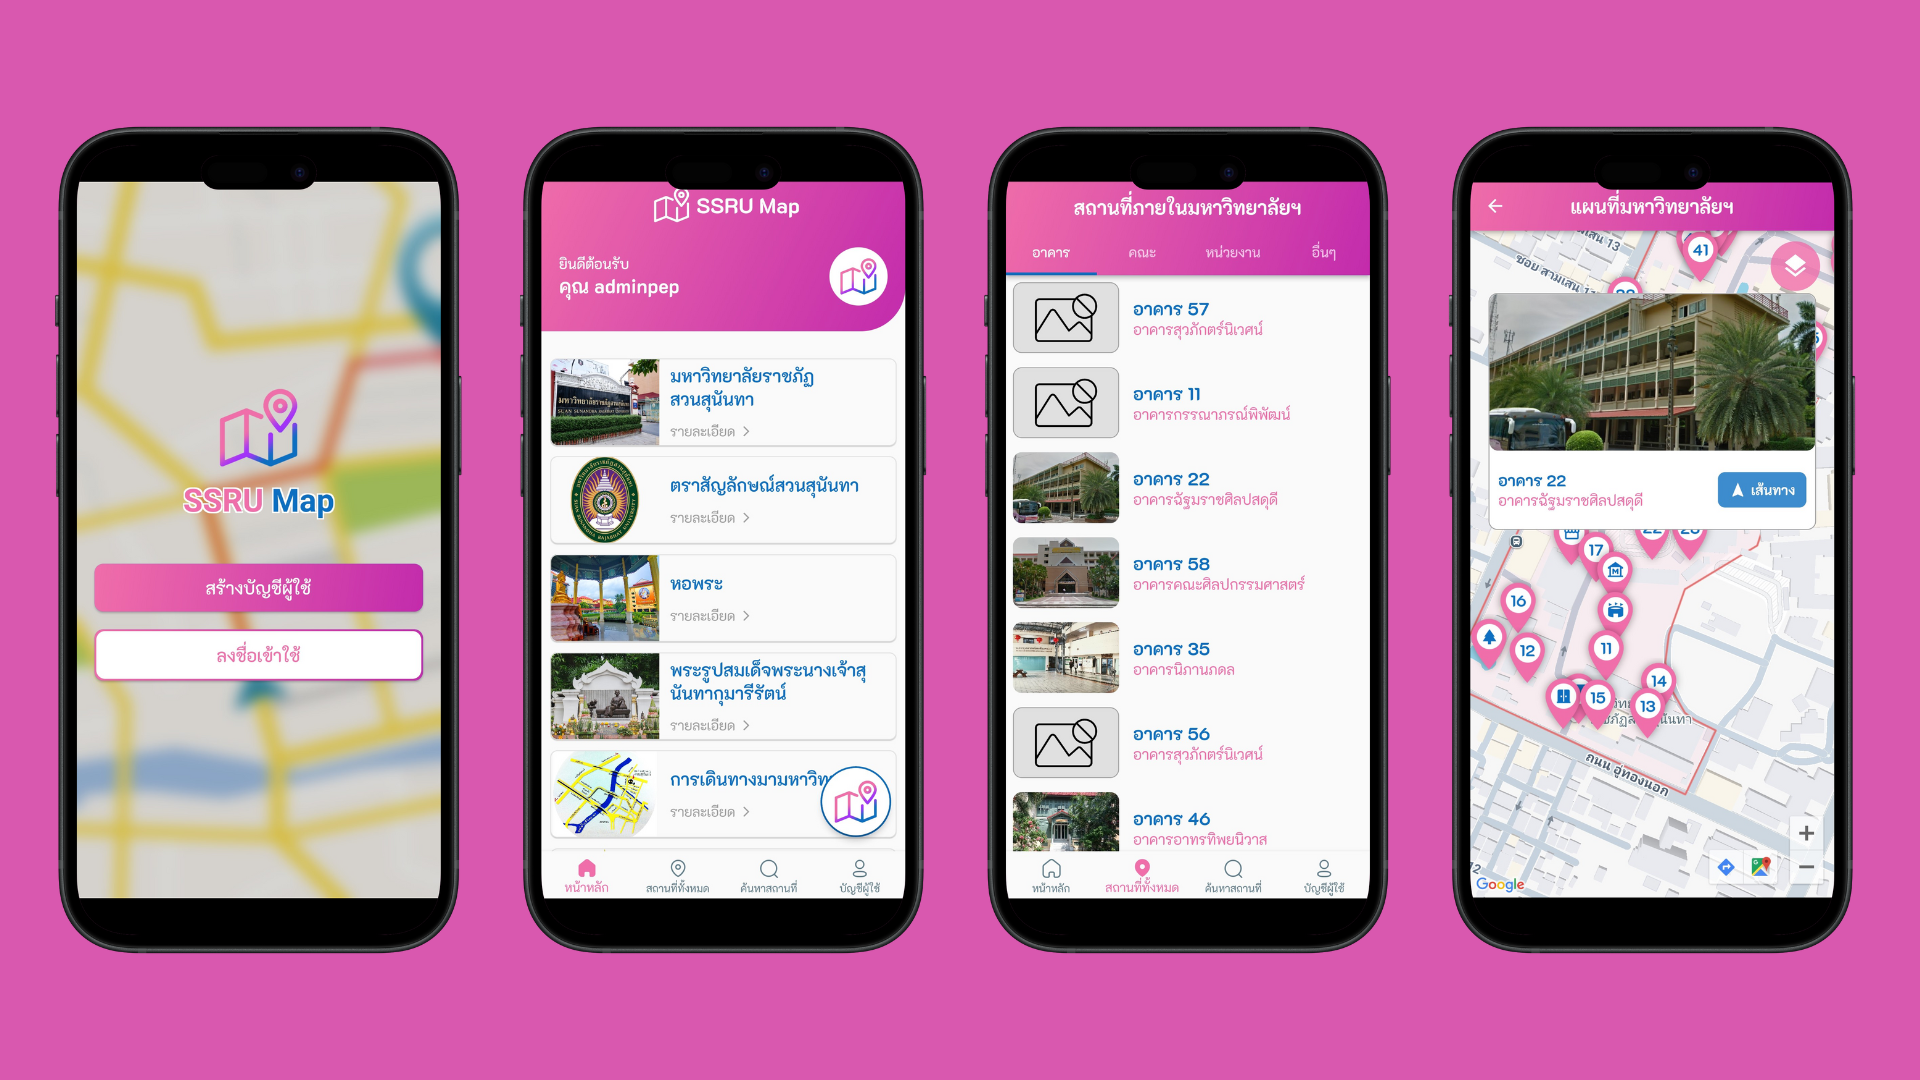 SSRU Map
สร้างบัญชีผู้ใช้
ลงชื่อเข้าใช้
SSRU Map
ยินดีต้อนรับ
คุณ adminpep
มหาวิทยาลัยราชภัฏ
สวนสุนันทา
รายละเอียด
ตราสัญลักษณ์สวนสุนันทา
รายละเอียด
หอพระ
รายละเอียด
พระรูปสมเด็จพระนางเจ้าสุ
นันทากุมารีรัตน์
รายละเอียด
การเดินทางมามหาวิท
รายละเอียด
หน้าหลัก
สถานที่ทั้งหมด
ค้นหาสถานที่
บัญชีผู้ใช้
สถานที่ภายในมหาวิทยาลัยฯ
อาคาร
คณะ
หน่วยงาน
อื่นๆ
อาคาร 57
อาคารสุวภักตร์นิเวศน์
อาคาร 11
อาคารกรรณาภรณ์พิพัฒน์
อาคาร 22
อาคารฉัฐมราชศิลปสดุดี
อาคาร 58
อาคารคณะศิลปกรรมศาสตร์
อาคาร 35
อาคารนิภานภดล
อาคาร 56
อาคารสุวภักตร์นิเวศน์
อาคาร 46
อาคารอาทรทิพยนิวาส
หน้าหลัก
สถานที่ทั้งหมด
ค้นหาสถานที่
บัญชีผู้ใช้
แผนที่มหาวิทยาลัยฯ
41
ซอย สามเสน 1
อาคาร 22
อาคารฉัฐมราชศิลปสดุดี
เส้นทาง
17
16
12
11
14
15
13
ถนน อู่ทองนอก
Google